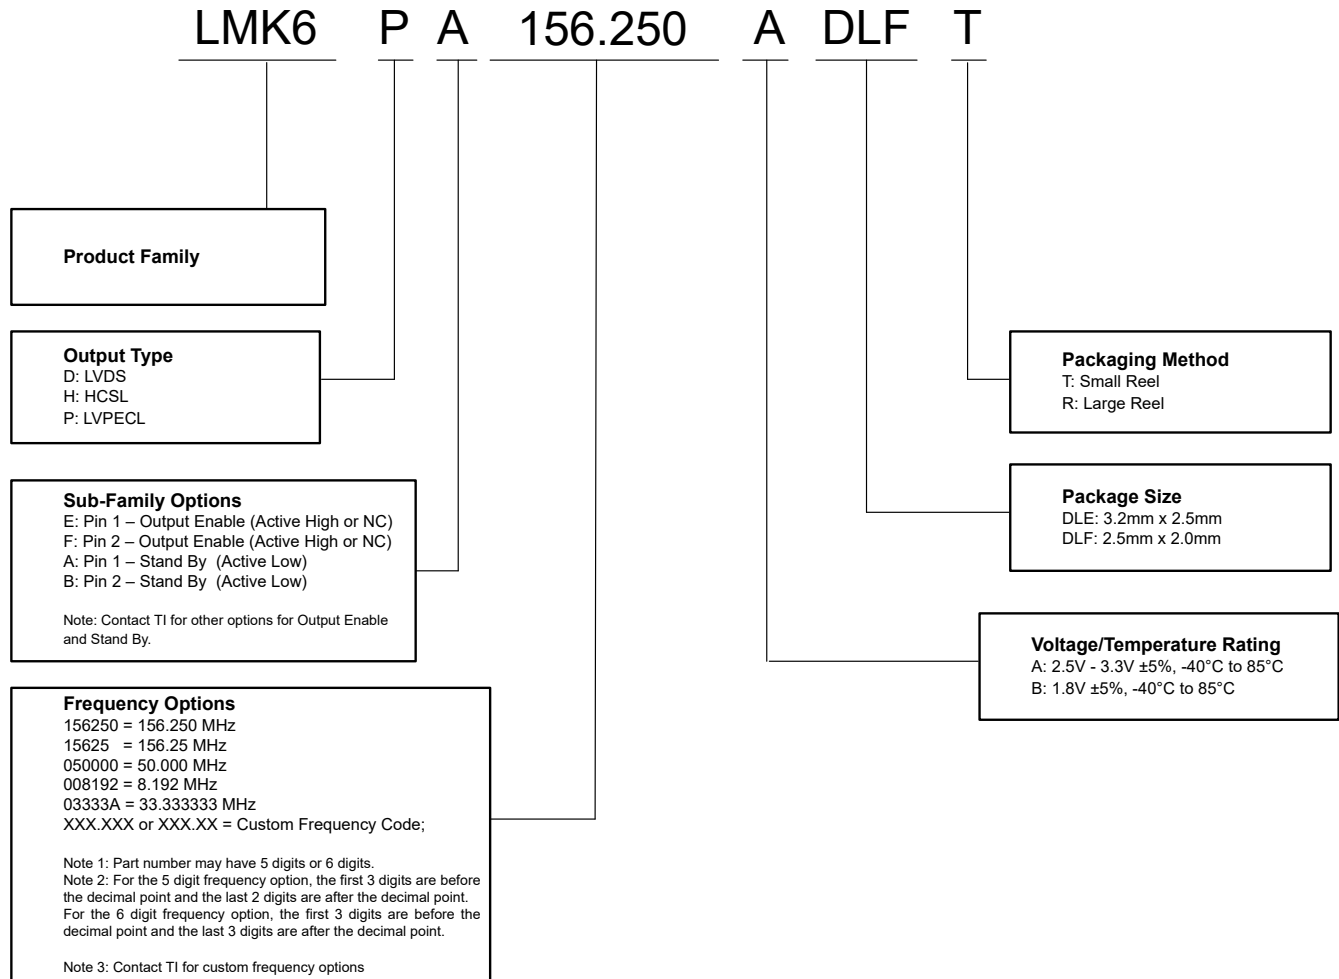 LMK6 P A 156.250 A DLF T
Product Family
Output Type
D: LVDS
H: HCSL
P: LVPECL
Sub-Family Options
E: Pin 1 – Output Enable (Active High or NC)
F: Pin 2 – Output Enable (Active High or NC)
A: Pin 1 – Stand By (Active Low)
B: Pin 2 – Stand By (Active Low)
Note: Contact TI for other options for Output Enable
and Stand By.
Frequency Options
156250 = 156.250 MHz
15625 = 156.25 MHz
050000 = 50.000 MHz
008192 = 8.192 MHz
03333A = 33.333333 MHz
XXX.XXX or XXX.XX = Custom Frequency Code;
Note 1: Part number may have 5 digits or 6 digits.
Note 2: For the 5 digit frequency option, the first 3 digits are before
the decimal point and the last 2 digits are after the decimal point.
For the 6 digit frequency option, the first 3 digits are before the
decimal point and the last 3 digits are after the decimal point.
Note 3: Contact TI for custom frequency options
Packaging Method
T: Small Reel
R: Large Reel
Package Size
DLE: 3.2mm x 2.5mm
DLF: 2.5mm x 2.0mm
Voltage/Temperature Rating
A: 2.5V - 3.3V ±5%, -40°C to 85°C
B: 1.8V ±5%, -40°C to 85°C